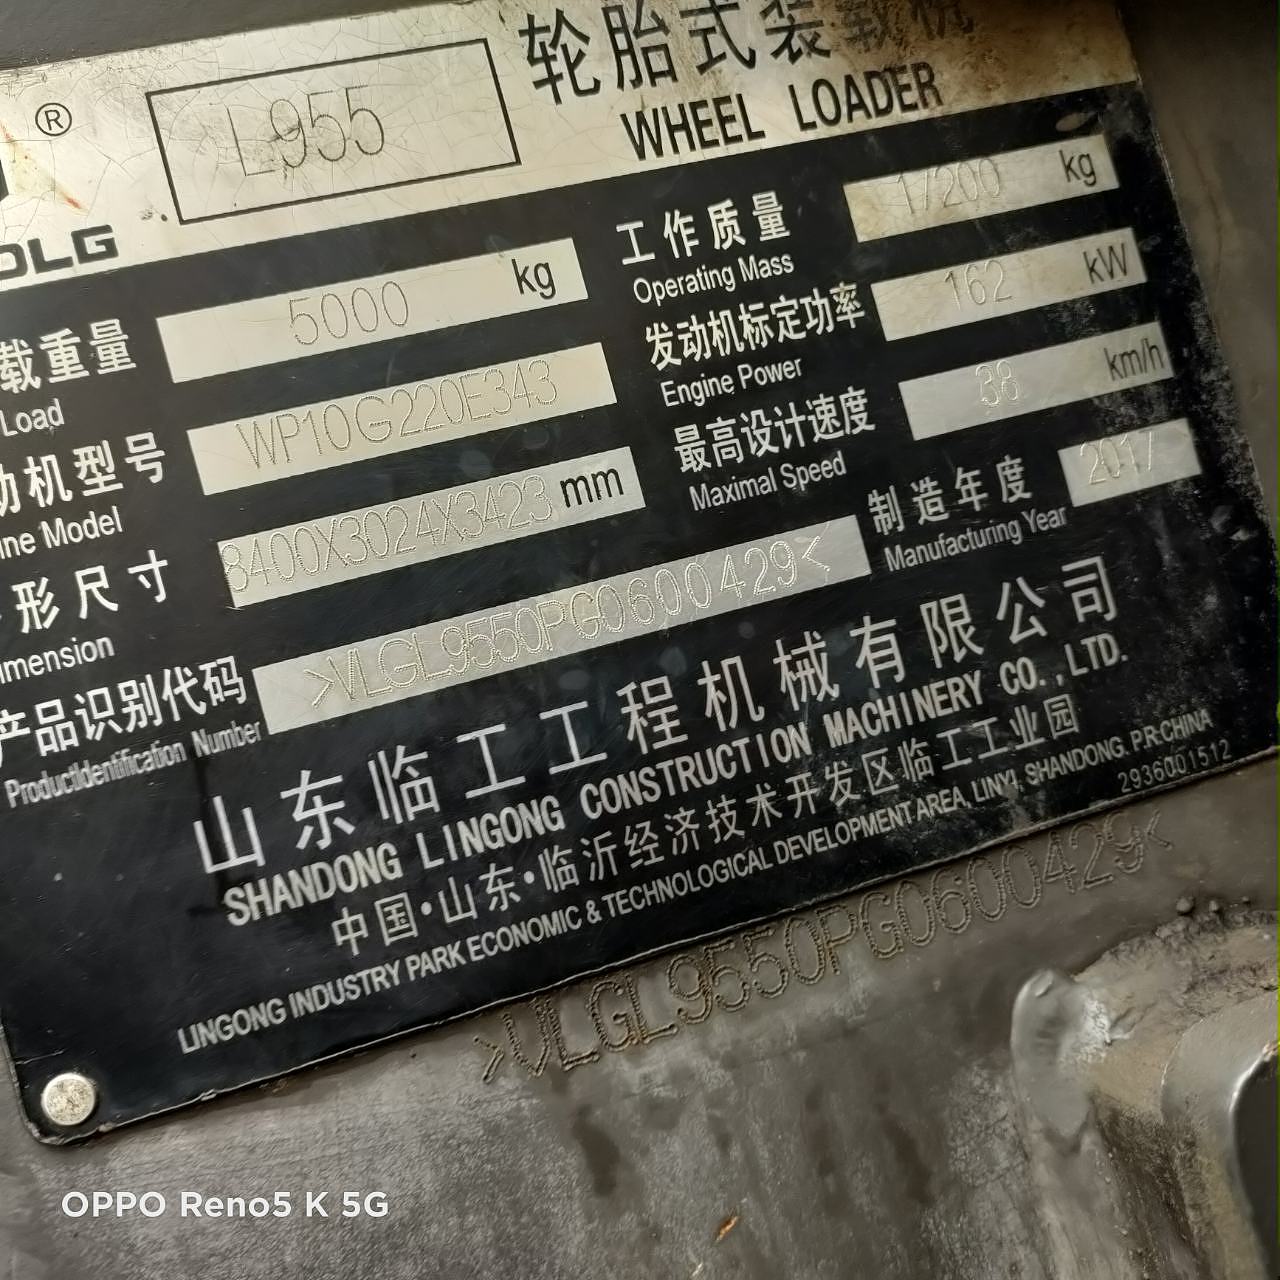 ®
L955
轮胎式装载机
WHEEL LOADER
DLG
载重量
Load
5000 kg
工作质量
Operating Mass
17200 kg
动机型号
ine Model
WP10G220E343
发动机标定功率
Engine Power
162 kW
形尺寸
imension
8400X3024X3423 mm
最高设计速度
Maximal Speed
38 km/h
产品识别代码
ProductIdentification Number
>VLGL9550PG0600429<
制造年度
Manufacturing Year
2017
山东临工工程机械有限公司
SHANDONG LINGONG CONSTRUCTION MACHINERY CO.,LTD.
中国·山东·临沂经济技术开发区临工工业园
LINGONG INDUSTRY PARK ECONOMIC & TECHNOLOGICAL DEVELOPMENT AREA, LINYI, SHANDONG. P.R.CHINA
2936001512
>VLGL9550PG0600429<
OPPO Reno5 K 5G